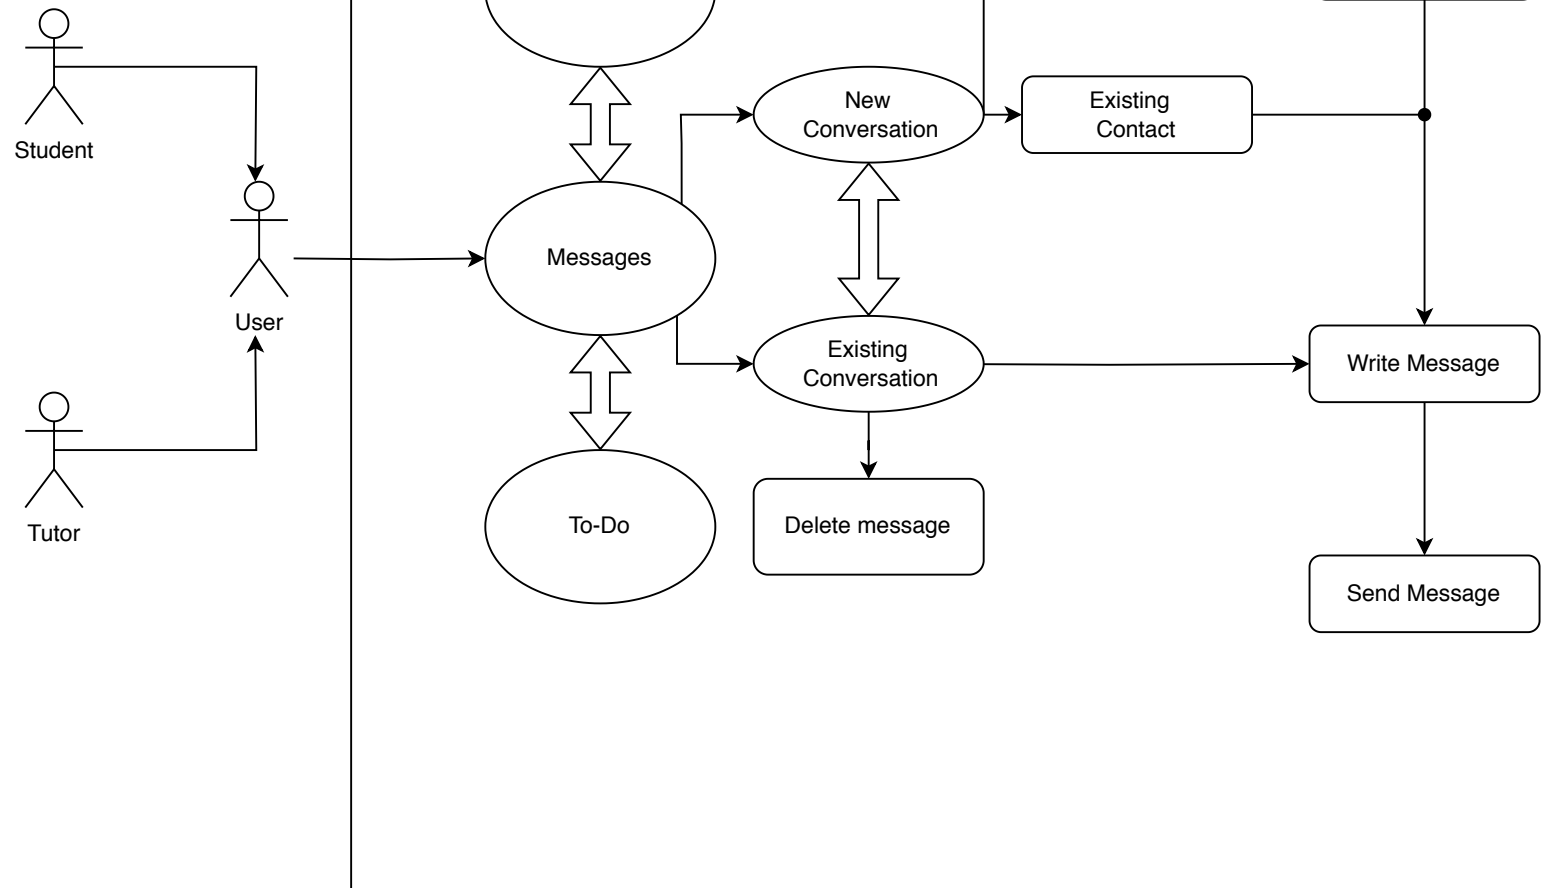 Student
User
Tutor
Messages
To-Do
New
Conversation
Existing
Contact
Existing
Conversation
Delete message
Write Message
Send Message